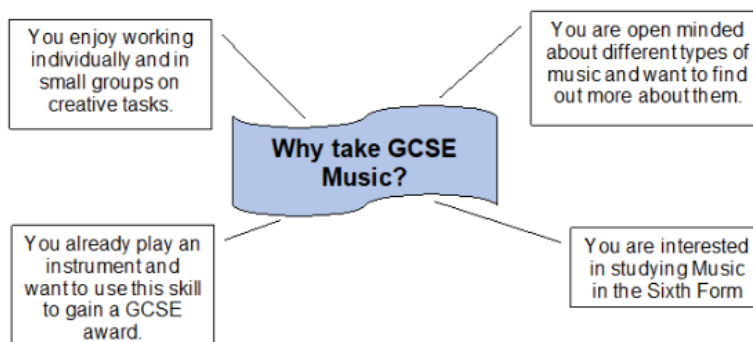 You enjoy working
individually and in
small groups on
creative tasks.
You are open minded
about different types of
music and want to find
out more about them.
Why take GCSE
Music?
You already play an
instrument and
want to use this skill
to gain a GCSE
award.
You are interested
in studying Music
in the Sixth Form